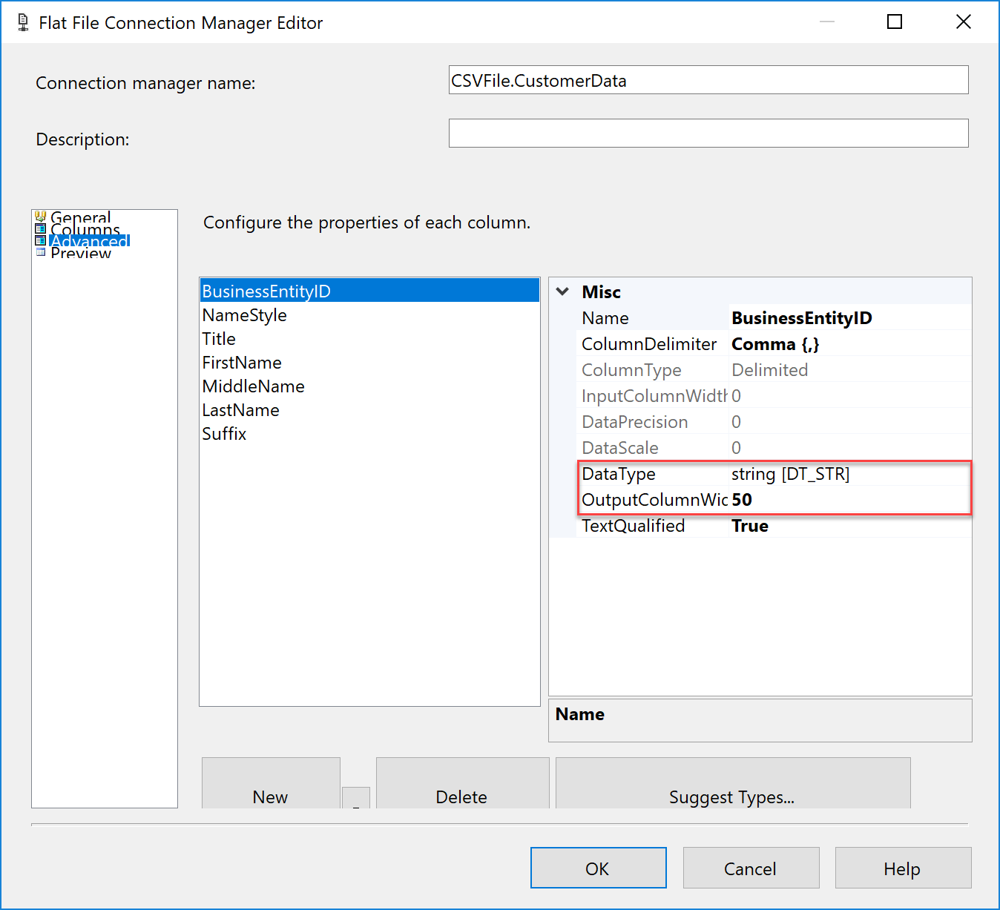 Flat File Connection Manager Editor
Connection manager name:
CSVFile.CustomerData
Description:
General
Columns
Advanced
Preview
Configure the properties of each column.
BusinessEntityID
NameStyle
Title
FirstName
MiddleName
LastName
Suffix
Misc
Name BusinessEntityID
ColumnDelimiter Comma {,}
ColumnType Delimited
InputColumnWidth 0
DataPrecision 0
DataScale 0
DataType string [DT_STR]
OutputColumnWid 50
TextQualified True
Name
New
Delete
Suggest Types...
OK
Cancel
Help